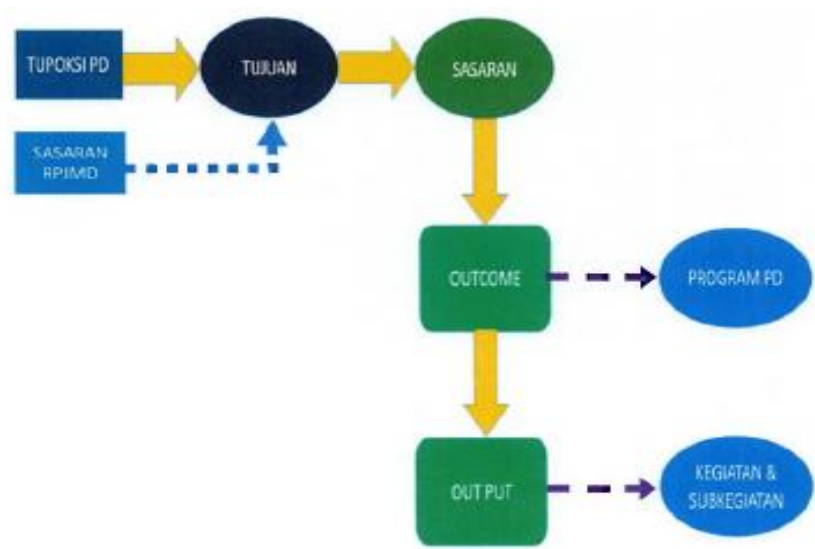 TUPOKSI PD
TUJUAN
SASARAN
SASARAN
RPJMD
OUTCOME
PROGRAM PD
OUT PUT
KEGIATAN &
SUBKEGIATAN